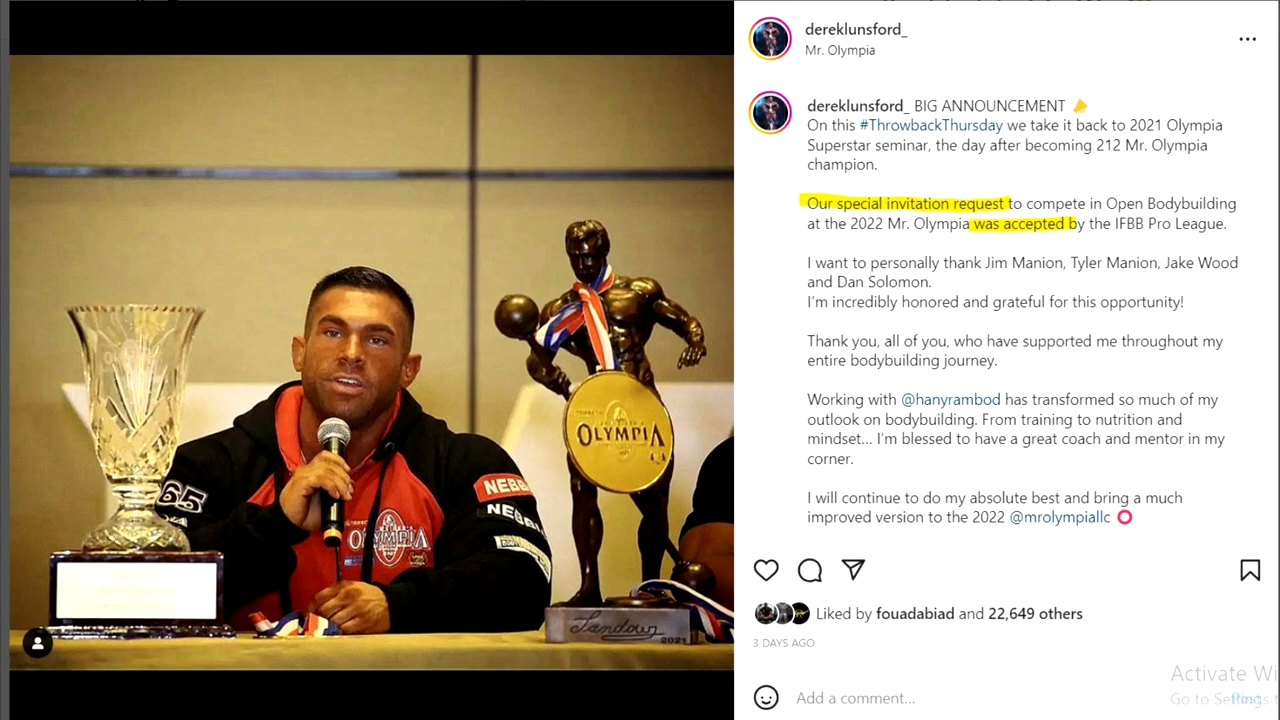 dereklunsford_
Mr. Olympia
dereklunsford_ BIG ANNOUNCEMENT
On this #ThrowbackThursday we take it back to 2021 Olympia
Superstar seminar, the day after becoming 212 Mr. Olympia
champion.
Our special invitation request to compete in Open Bodybuilding
at the 2022 Mr. Olympia was accepted by the IFBB Pro League.
I want to personally thank Jim Manion, Tyler Manion, Jake Wood
and Dan Solomon.
I'm incredibly honored and grateful for this opportunity!
Thank you, all of you, who have supported me throughout my
entire bodybuilding journey.
Working with @hanyrambod has transformed so much of my
outlook on bodybuilding. From training to nutrition and
mindset... I'm blessed to have a great coach and mentor in my
corner.
I will continue to do my absolute best and bring a much
improved version to the 2022 @mrolympiallc
Liked by fouadabiad and 22,649 others
3 DAYS AGO
Add a comment...
Post
Activate Wi
Go to Settings t
65
NEBB
NEBB
OLYMPIA
OLYMPIA
Sandow
2021